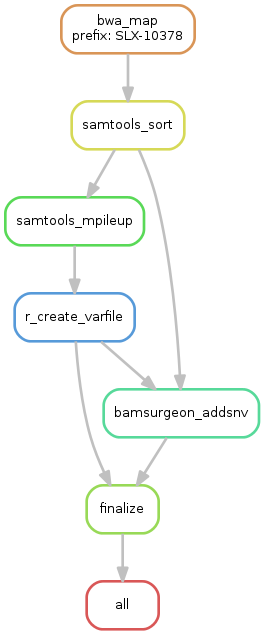 bwa_map
prefix: SLX-10378
samtools_sort
samtools_mpileup
r_create_varfile
bamsurgeon_addsnv
finalize
all